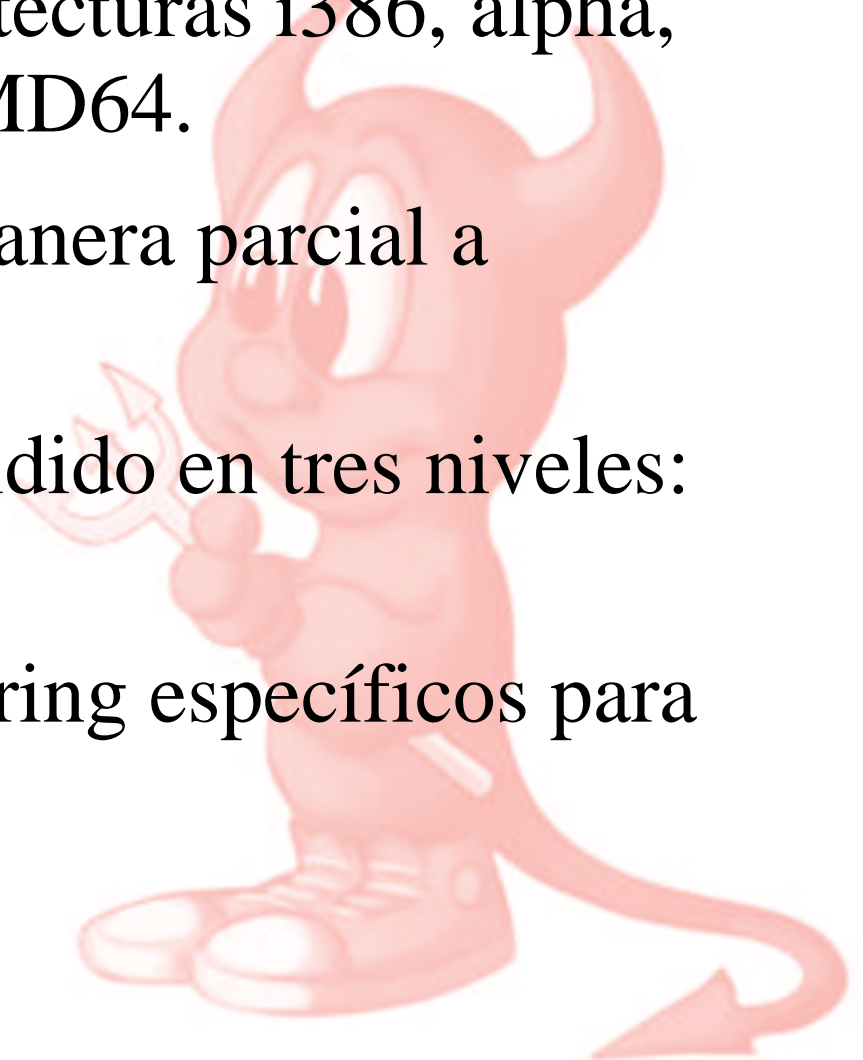 tecturas i386, alpha,
MD64.
anera parcial a
dido en tres niveles:
ring específicos para